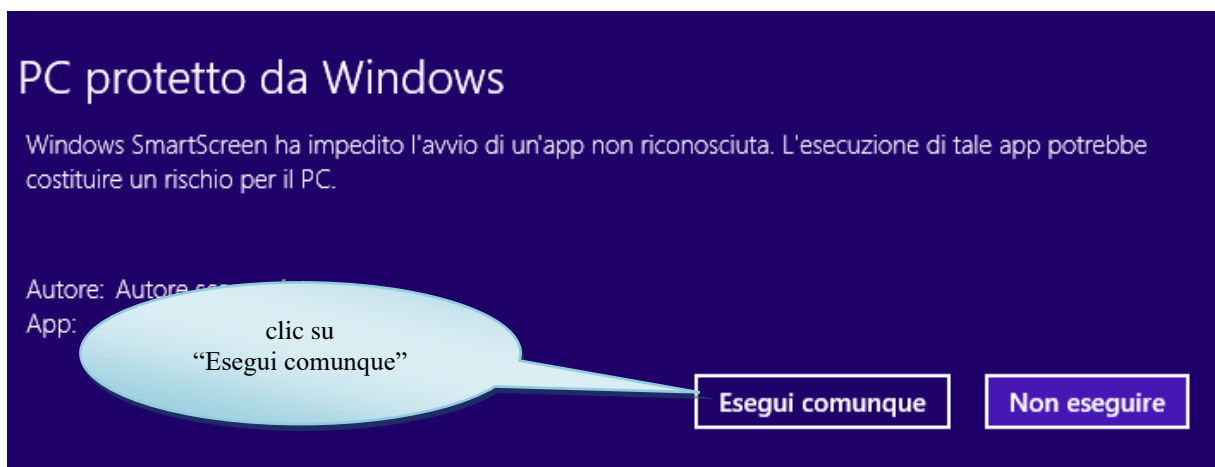 PC protetto da Windows
Windows SmartScreen ha impedito l'avvio di un'app non riconosciuta. L'esecuzione di tale app potrebbe
costituire un rischio per il PC.
Autore: Autore
App:
clic su
“Esegui comunque”
Esegui comunque
Non eseguire